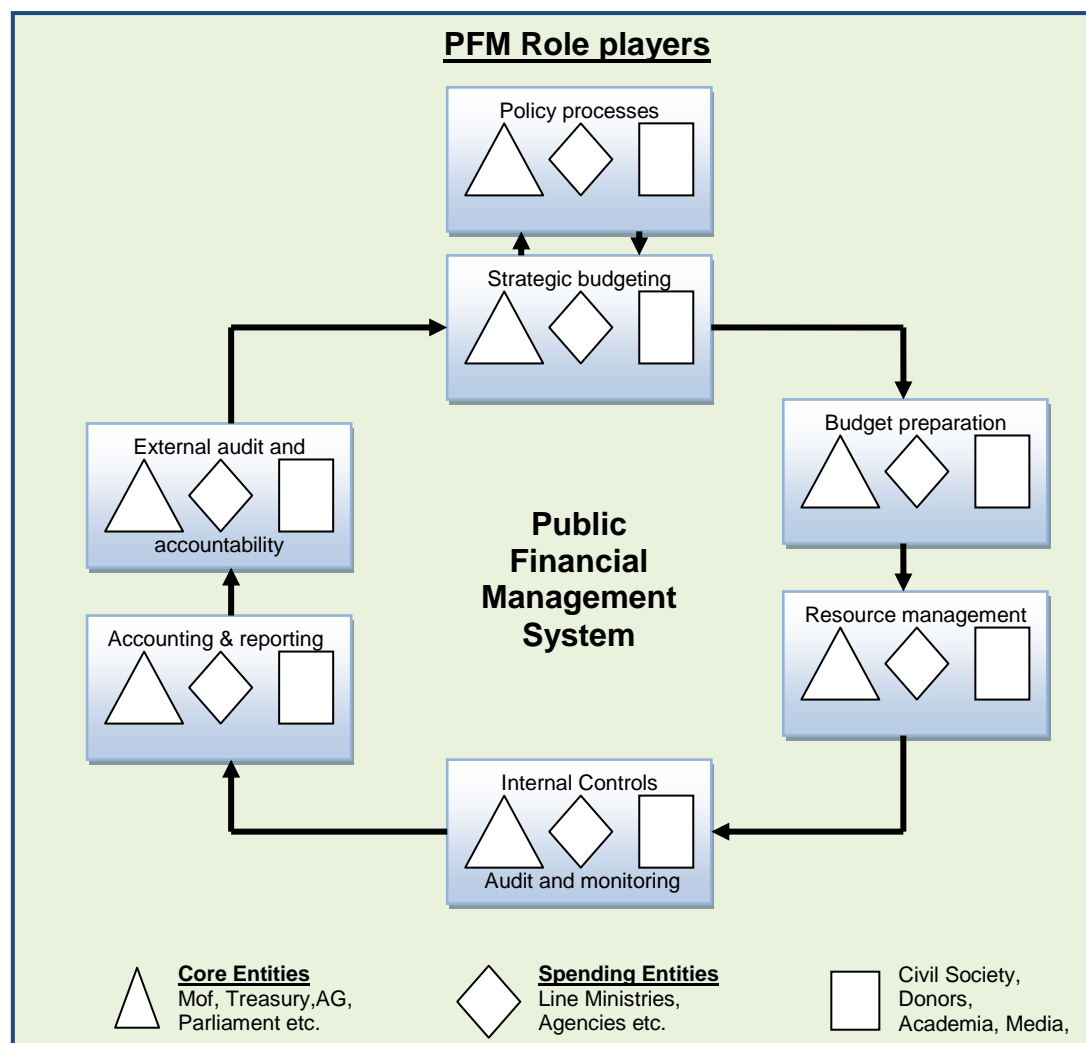 PFM Role players
Policy processes
Strategic budgeting
Budget preparation
External audit and
accountability
Public
Financial
Management
System
Resource management
Accounting & reporting
Internal Controls
Audit and monitoring
Core Entities
Mof, Treasury,AG,
Parliament etc.
Spending Entities
Line Ministries,
Agencies etc.
Civil Society,
Donors,
Academia, Media,